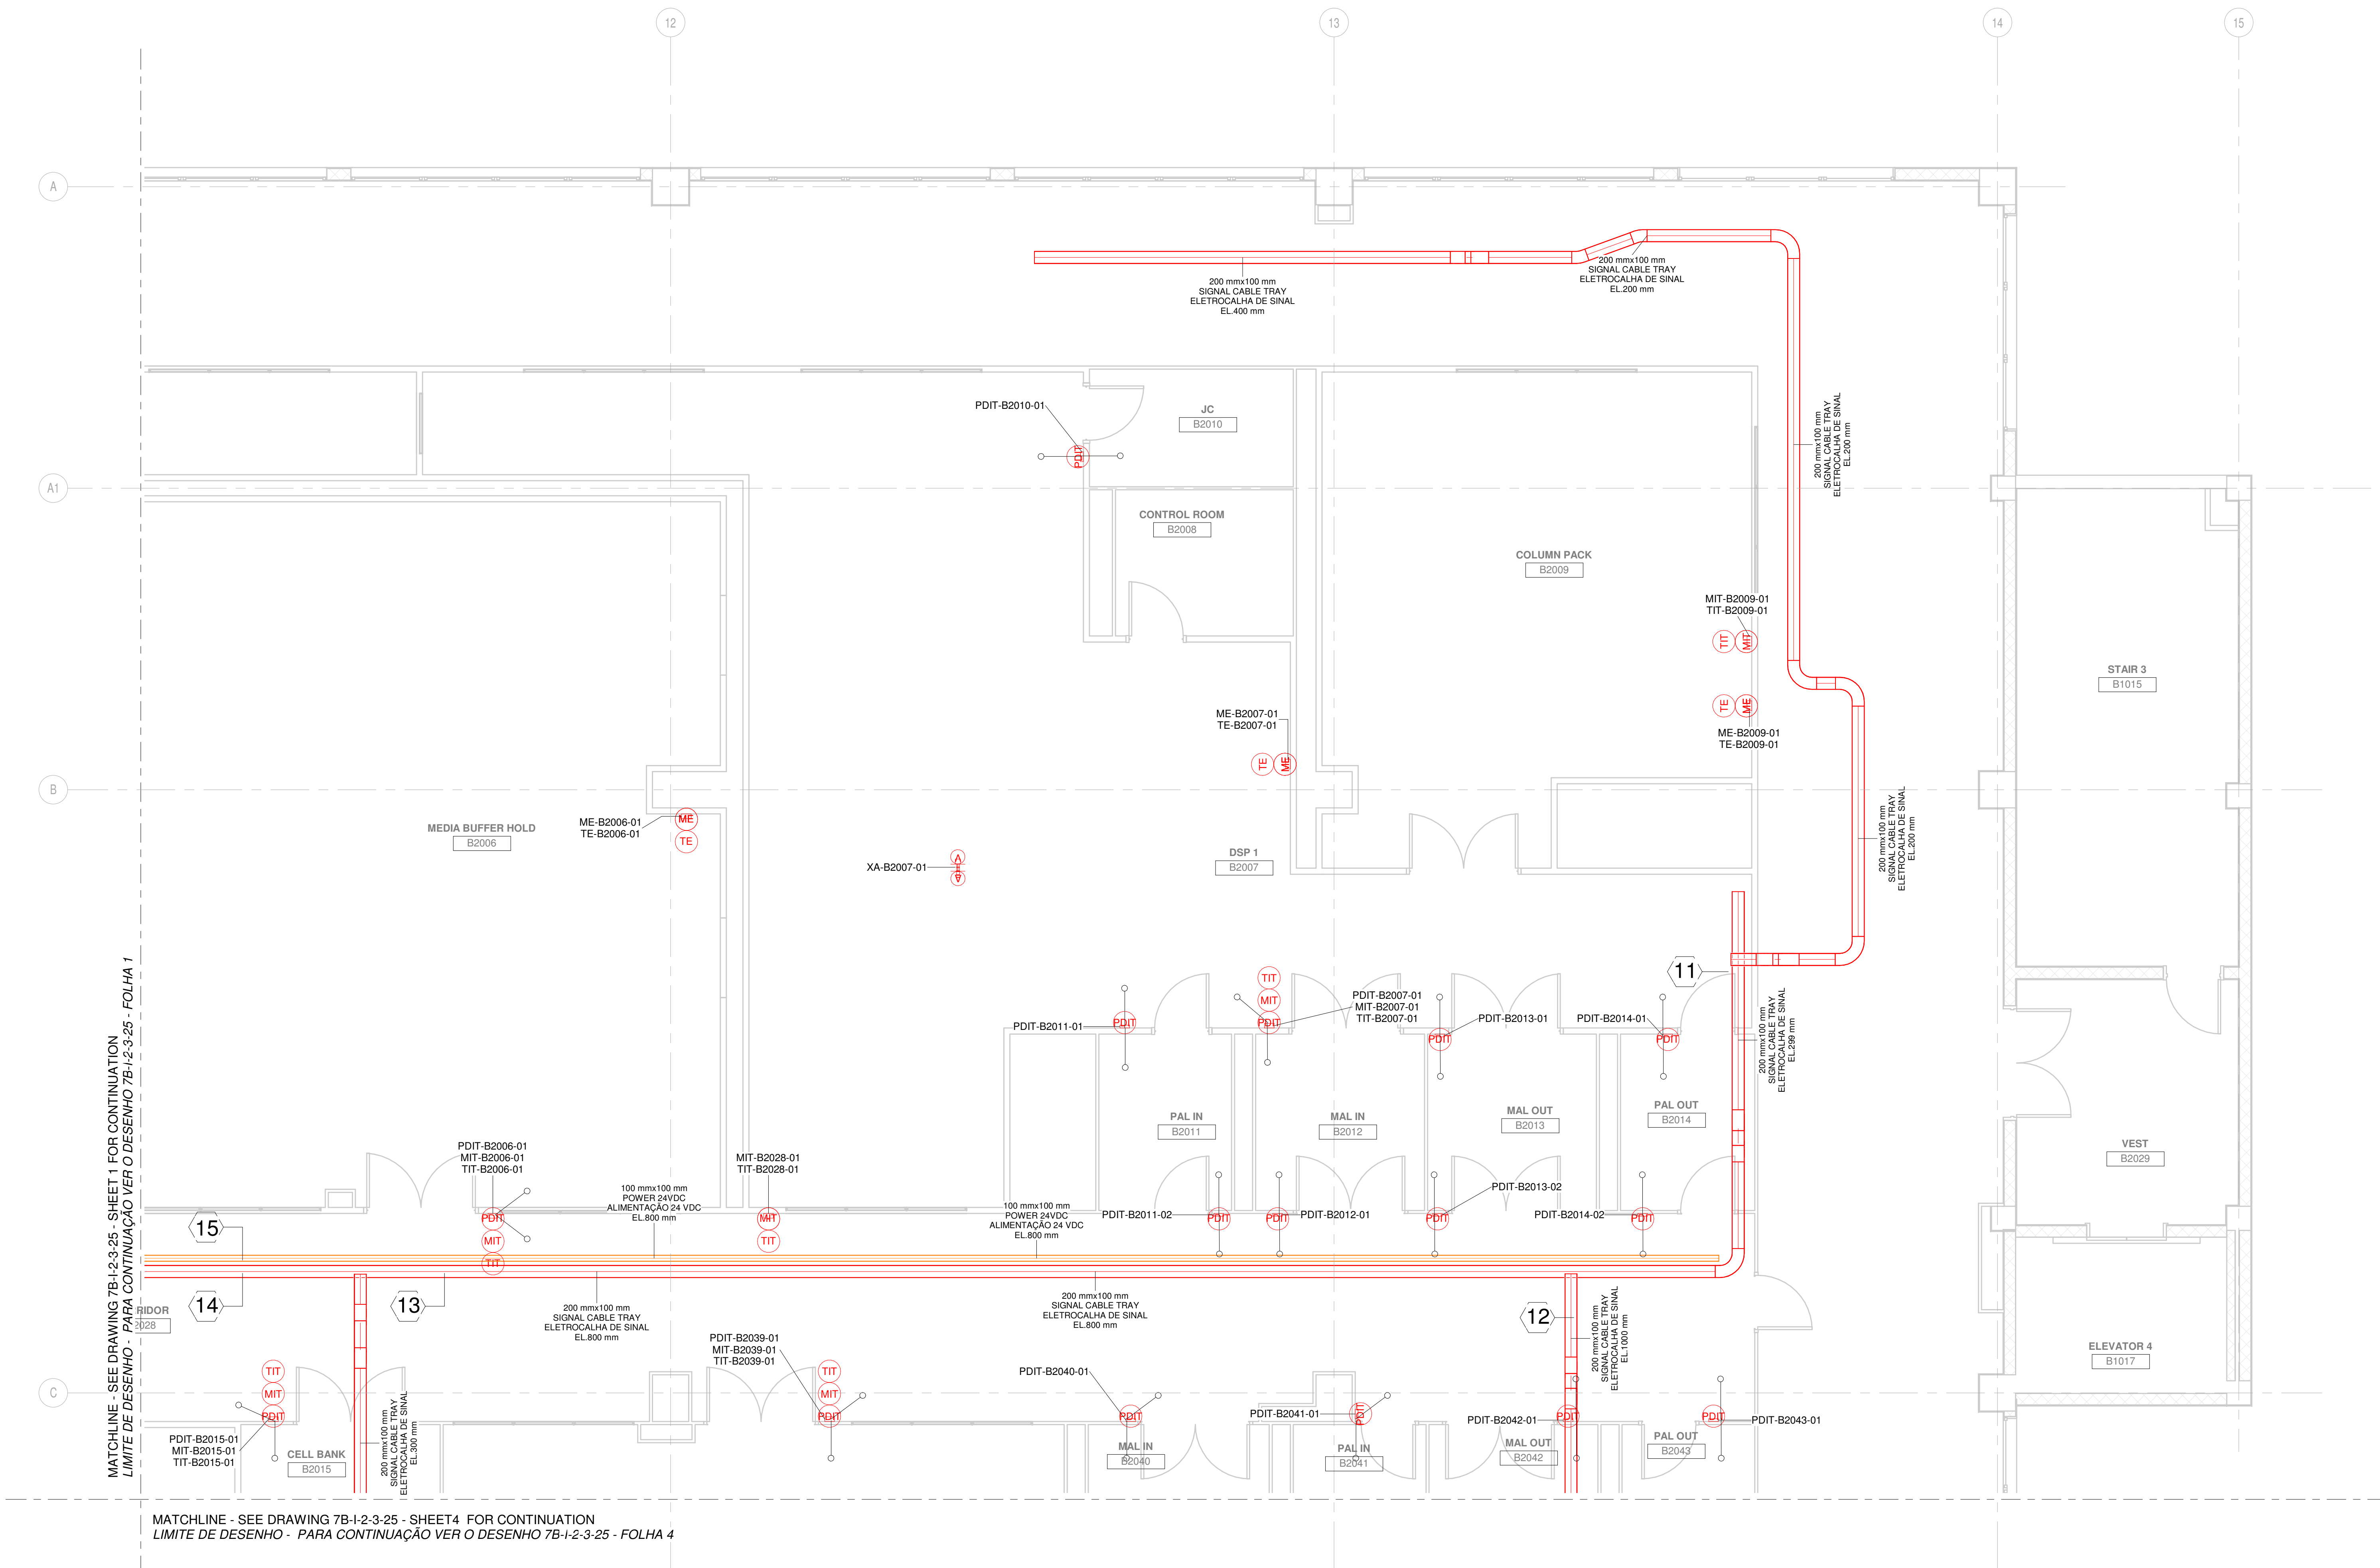 12
13
14
15
A
200 mmx100 mm
SIGNAL CABLE TRAY
ELETROCALHA DE SINAL
EL.400 mm
200 mmx100 mm
SIGNAL CABLE TRAY
ELETROCALHA DE SINAL
EL.200 mm
PDIT-B2010-01
PDIT
JC
B2010
200 mmx100 mm
SIGNAL CABLE TRAY
ELETROCALHA DE SINAL
EL.2000 mm
A1
CONTROL ROOM
B2008
COLUMN PACK
B2009
MIT-B2009-01
TIT-B2009-01
TIT
MIT
STAIR 3
B1015
TE
ME
ME-B2009-01
TE-B2009-01
ME-B2007-01
TE-B2007-01
TE
ME
B
MEDIA BUFFER HOLD
B2006
ME-B2006-01
TE-B2006-01
ME
TE
XA-B2007-01
A
V
DSP 1
B2007
200 mmx100 mm
SIGNAL CABLE TRAY
ELETROCALHA DE SINAL
EL.200 mm
11
TIT
MIT
PDIT
PDIT-B2007-01
MIT-B2007-01
TIT-B2007-01
PDIT-B2011-01
PDIT
PDIT-B2013-01
PDIT
PDIT-B2014-01
PDIT
200 mmx100 mm
SIGNAL CABLE TRAY
ELETROCALHA DE SINAL
EL.299 mm
PAL IN
B2011
MAL IN
B2012
MAL OUT
B2013
PAL OUT
B2014
VEST
B2029
PDIT-B2006-01
MIT-B2006-01
TIT-B2006-01
PDIT
MIT
TIT
MIT-B2028-01
TIT-B2028-01
MIT
TIT
100 mmx100 mm
POWER 24VDC
ALIMENTAÇÃO 24 VDC
EL.800 mm
100 mmx100 mm
POWER 24VDC
ALIMENTAÇÃO 24 VDC
EL.800 mm
PDIT-B2011-02
PDIT
PDIT
PDIT-B2012-01
PDIT-B2013-02
PDIT
PDIT-B2014-02
PDIT
15
14
13
12
RIDOR
2028
200 mmx100 mm
SIGNAL CABLE TRAY
ELETROCALHA DE SINAL
EL.800 mm
200 mmx100 mm
SIGNAL CABLE TRAY
ELETROCALHA DE SINAL
EL.800 mm
200 mmx100 mm
SIGNAL CABLE TRAY
ELETROCALHA DE SINAL
EL.1000 mm
ELEVATOR 4
B1017
C
TIT
MIT
PDIT
PDIT-B2015-01
MIT-B2015-01
TIT-B2015-01
CELL BANK
B2015
200 mmx100 mm
SIGNAL CABLE TRAY
ELETROCALHA DE SINAL
EL.300 mm
PDIT-B2039-01
MIT-B2039-01
TIT-B2039-01
TIT
MIT
PDIT
PDIT-B2040-01
PDIT
MAL IN
B2040
PDIT-B2041-01
PDIT
PAL IN
B2041
PDIT-B2042-01
PDIT
MAL OUT
B2042
PDIT
PDIT-B2043-01
PAL OUT
B2043
MATCHLINE - SEE DRAWING 7B-I-2-3-25 - SHEET 1 FOR CONTINUATION
LIMITE DE DESENHO - PARA CONTINUAÇÃO VER O DESENHO 7B-I-2-3-25 - FOLHA 1
MATCHLINE - SEE DRAWING 7B-I-2-3-25 - SHEET4 FOR CONTINUATION
LIMITE DE DESENHO - PARA CONTINUAÇÃO VER O DESENHO 7B-I-2-3-25 - FOLHA 4